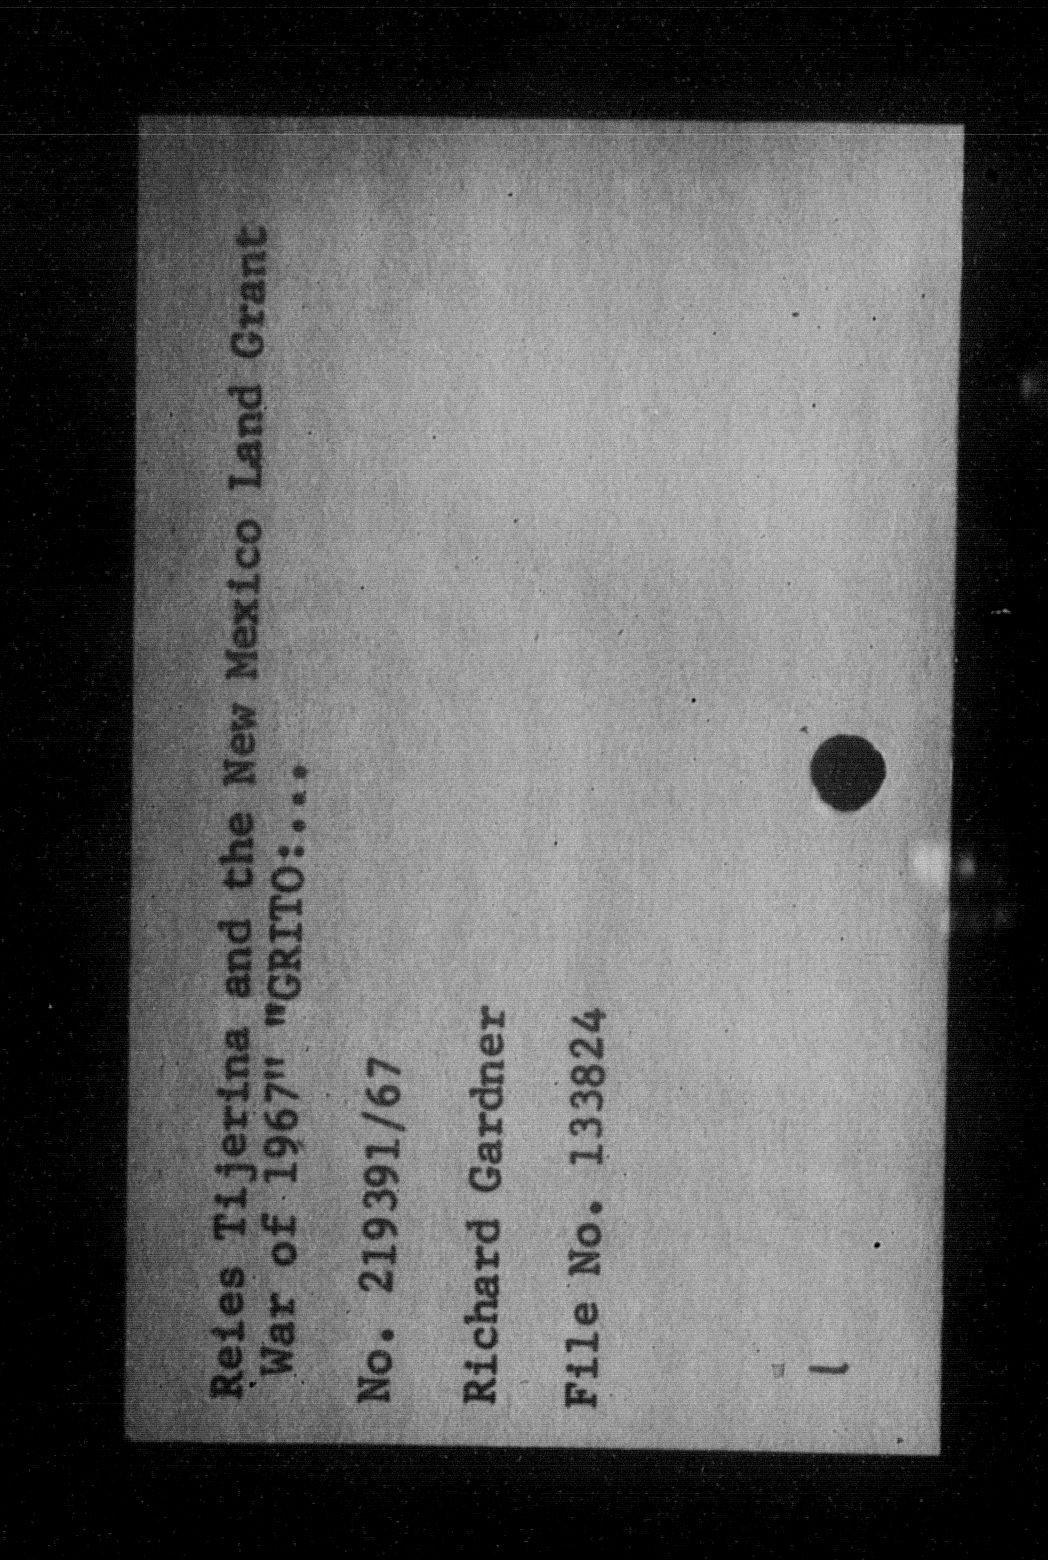 Reies Tijerina and the New Mexico Land Grant
War of 1967" "GRITO:...
No. 219391/67
Richard Gardner
File No. 133824